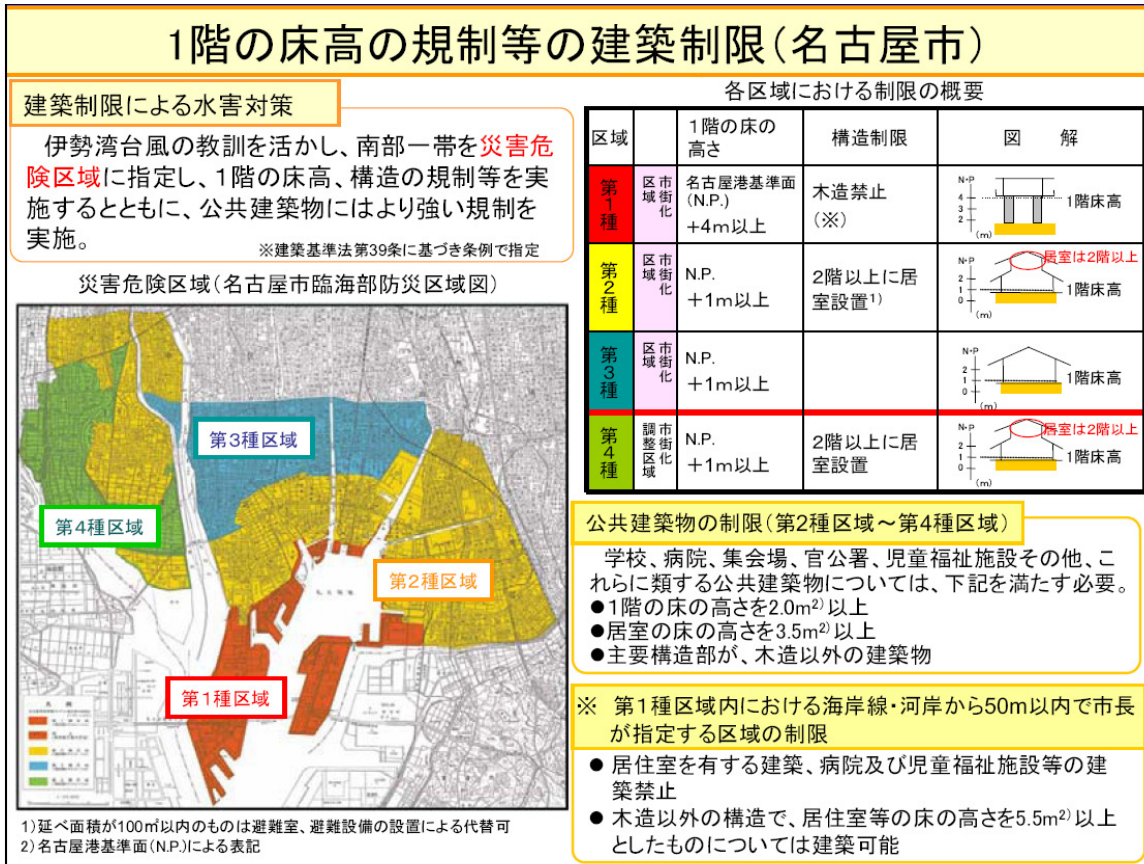 1階の床高の規制等の建築制限(名古屋市)
建築制限による水害対策
伊勢湾台風の教訓を活かし、南部一帯を災害危
険区域に指定し、1階の床高、構造の規制等を実
施するとともに、公共建築物にはより強い規制を
実施。
※建築基準法第39条に基づき条例で指定
災害危険区域(名古屋市臨海部防災区域図)
第3種区域
第4種区域
第2種区域
第1種区域
1)延べ面積が100㎡以内のものは避難室、避難設備の設置による代替可
2)名古屋港基準面(N.P.)による表記
各区域における制限の概要
区域 1階の床の高さ 構造制限 図 解
第1種 市街化区域 名古屋港基準面(N.P.)+4m以上 木造禁止(※) N・P 4 3 2 (m) 1階床高
第2種 市街化区域 N.P.+1m以上 2階以上に居室設置1) N・P 2 1 0 (m) 居室は2階以上 1階床高
第3種 市街化区域 N.P.+1m以上 N・P 2 1 0 (m) 1階床高
第4種 市街化調整区域 N.P.+1m以上 2階以上に居室設置 N・P 2 1 0 (m) 居室は2階以上 1階床高
公共建築物の制限(第2種区域~第4種区域)
学校、病院、集会場、官公署、児童福祉施設その他、こ
れらに類する公共建築物については、下記を満たす必要。
●1階の床の高さを2.0m2)以上
●居室の床の高さを3.5m2)以上
●主要構造部が、木造以外の建築物
※ 第1種区域内における海岸線・河岸から50m以内で市長
が指定する区域の制限
● 居住室を有する建築、病院及び児童福祉施設等の建
築禁止
● 木造以外の構造で、居住室等の床の高さを5.5m2)以上
としたものについては建築可能